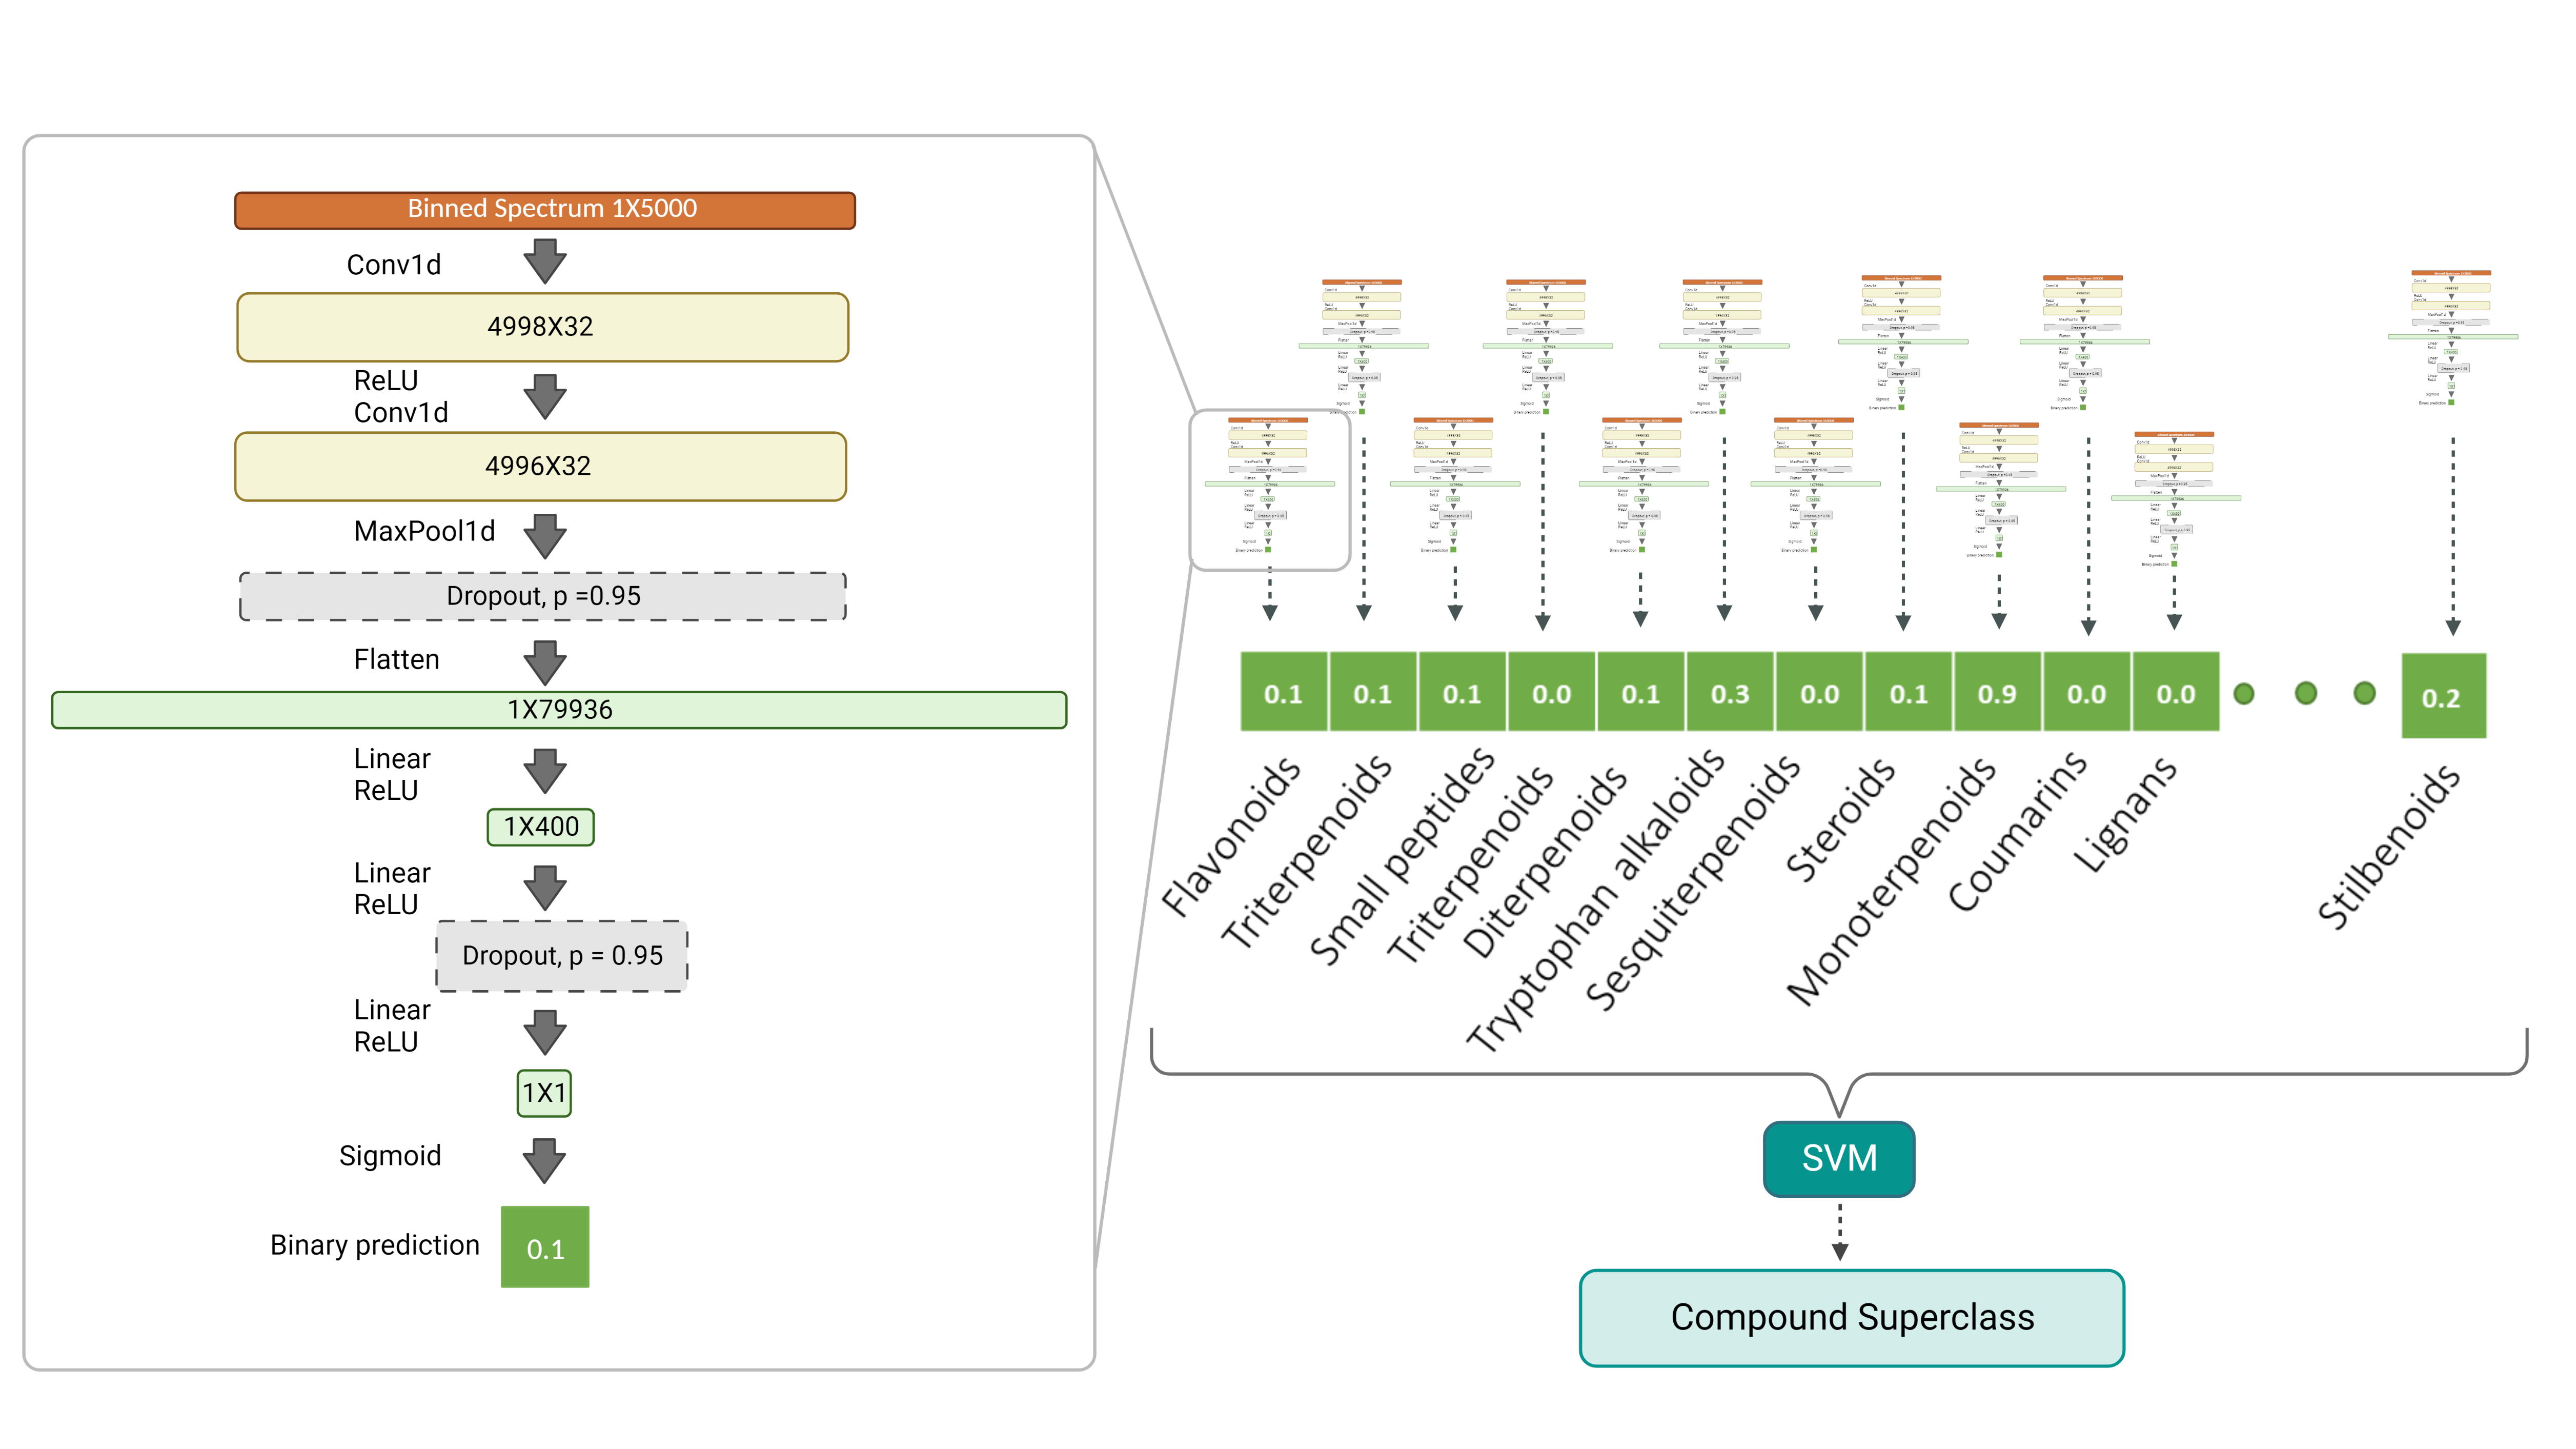 Binned Spectrum 1X5000
Conv1d
4998X32
ReLU
Conv1d
4996X32
MaxPool1d
Dropout, p =0.95
Flatten
1X79936
Linear
ReLU
1X400
Linear
ReLU
Dropout, p = 0.95
Linear
ReLU
1X1
Sigmoid
Binary prediction
0.1
0.1 0.1 0.1 0.0 0.1 0.3 0.0 0.1 0.9 0.0 0.0 0.2
Flavonoids
Triterpenoids
Small peptides
Triterpenoids
Diterpenoids
Tryptophan alkaloids
Sesquiterpenoids
Steroids
Monoterpenoids
Coumarins
Lignans
Stilbenoids
SVM
Compound Superclass